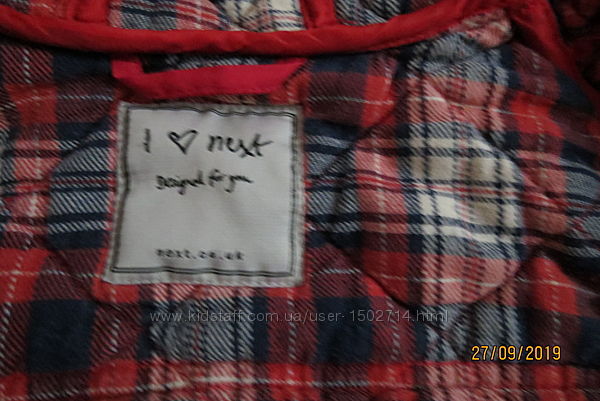 I ♡ next
Designed for you
next.co.uk
www.kidstaff.com.ua/user-1502714.html
27/09/2019